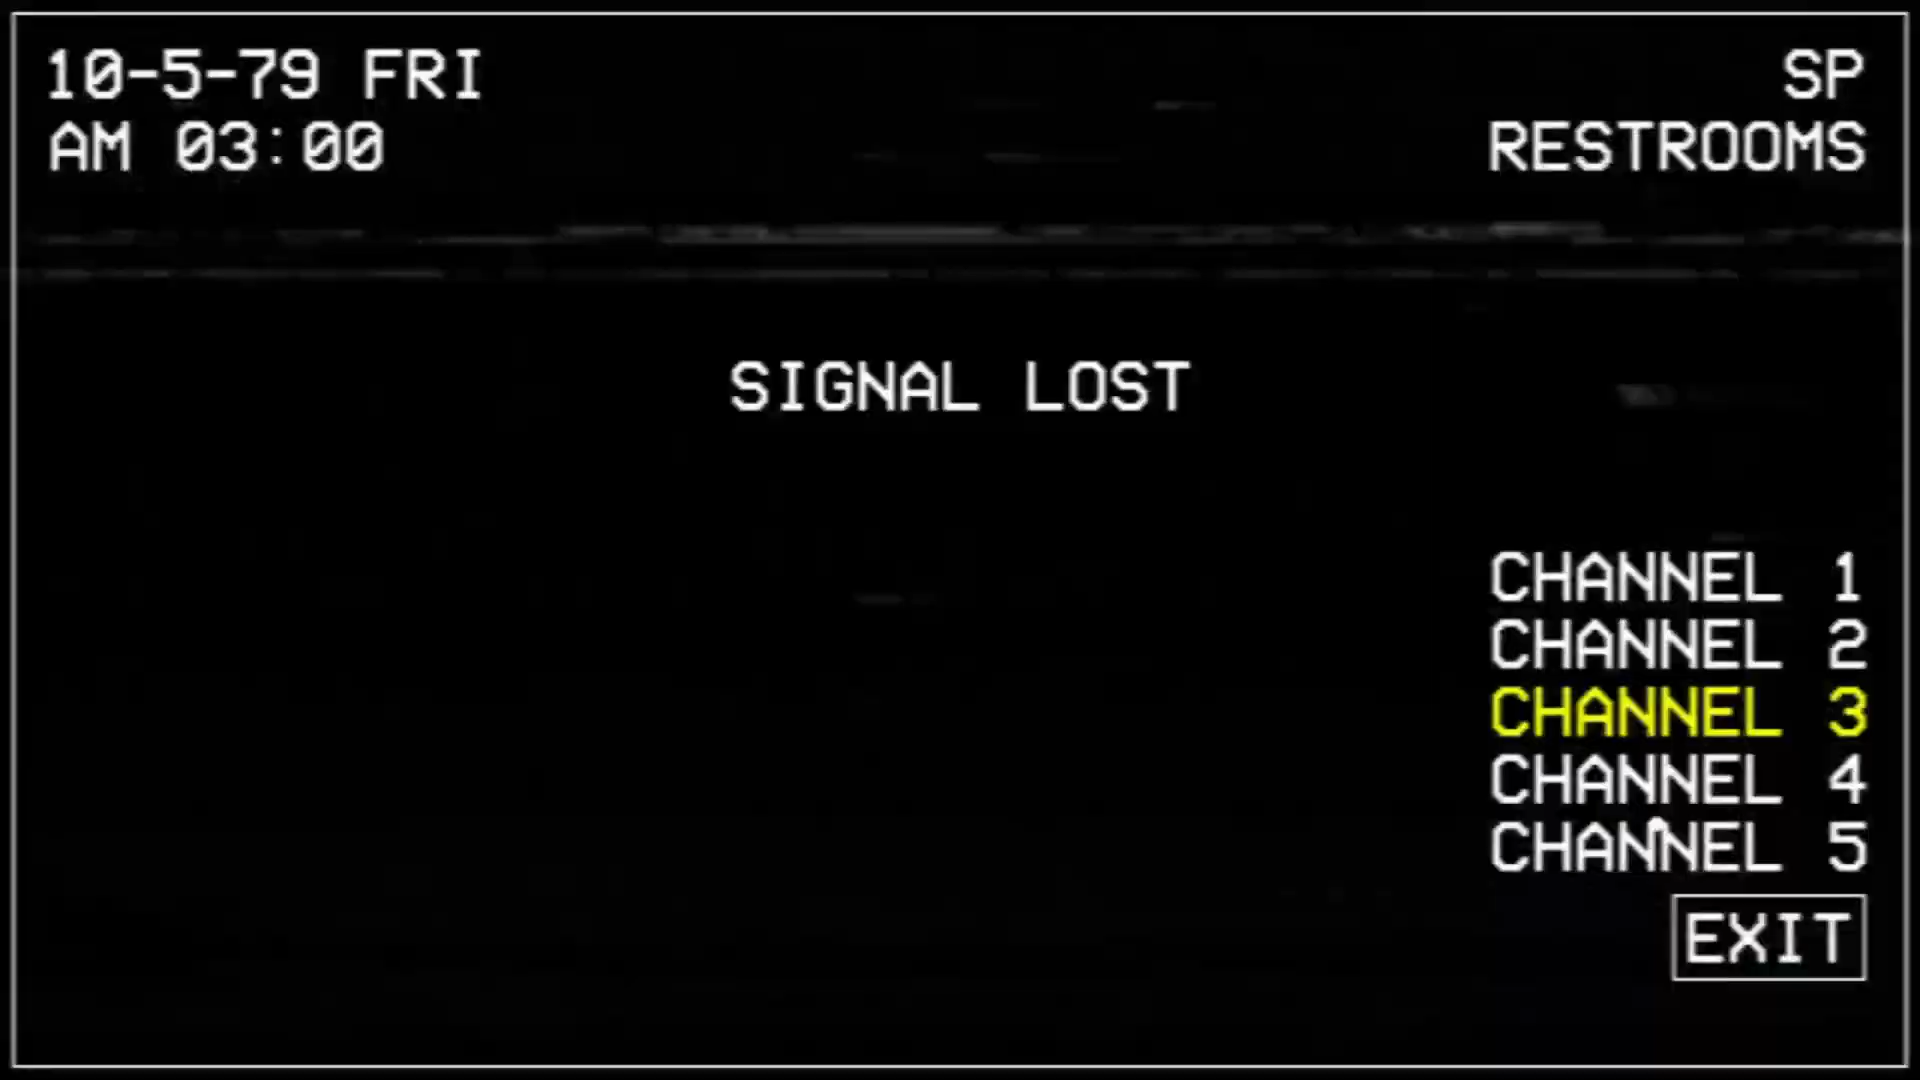 10-5-79 FRI
AM 03:00
SP
RESTROOMS
SIGNAL LOST
CHANNEL 1
CHANNEL 2
CHANNEL 3
CHANNEL 4
CHANNEL 5
EXIT